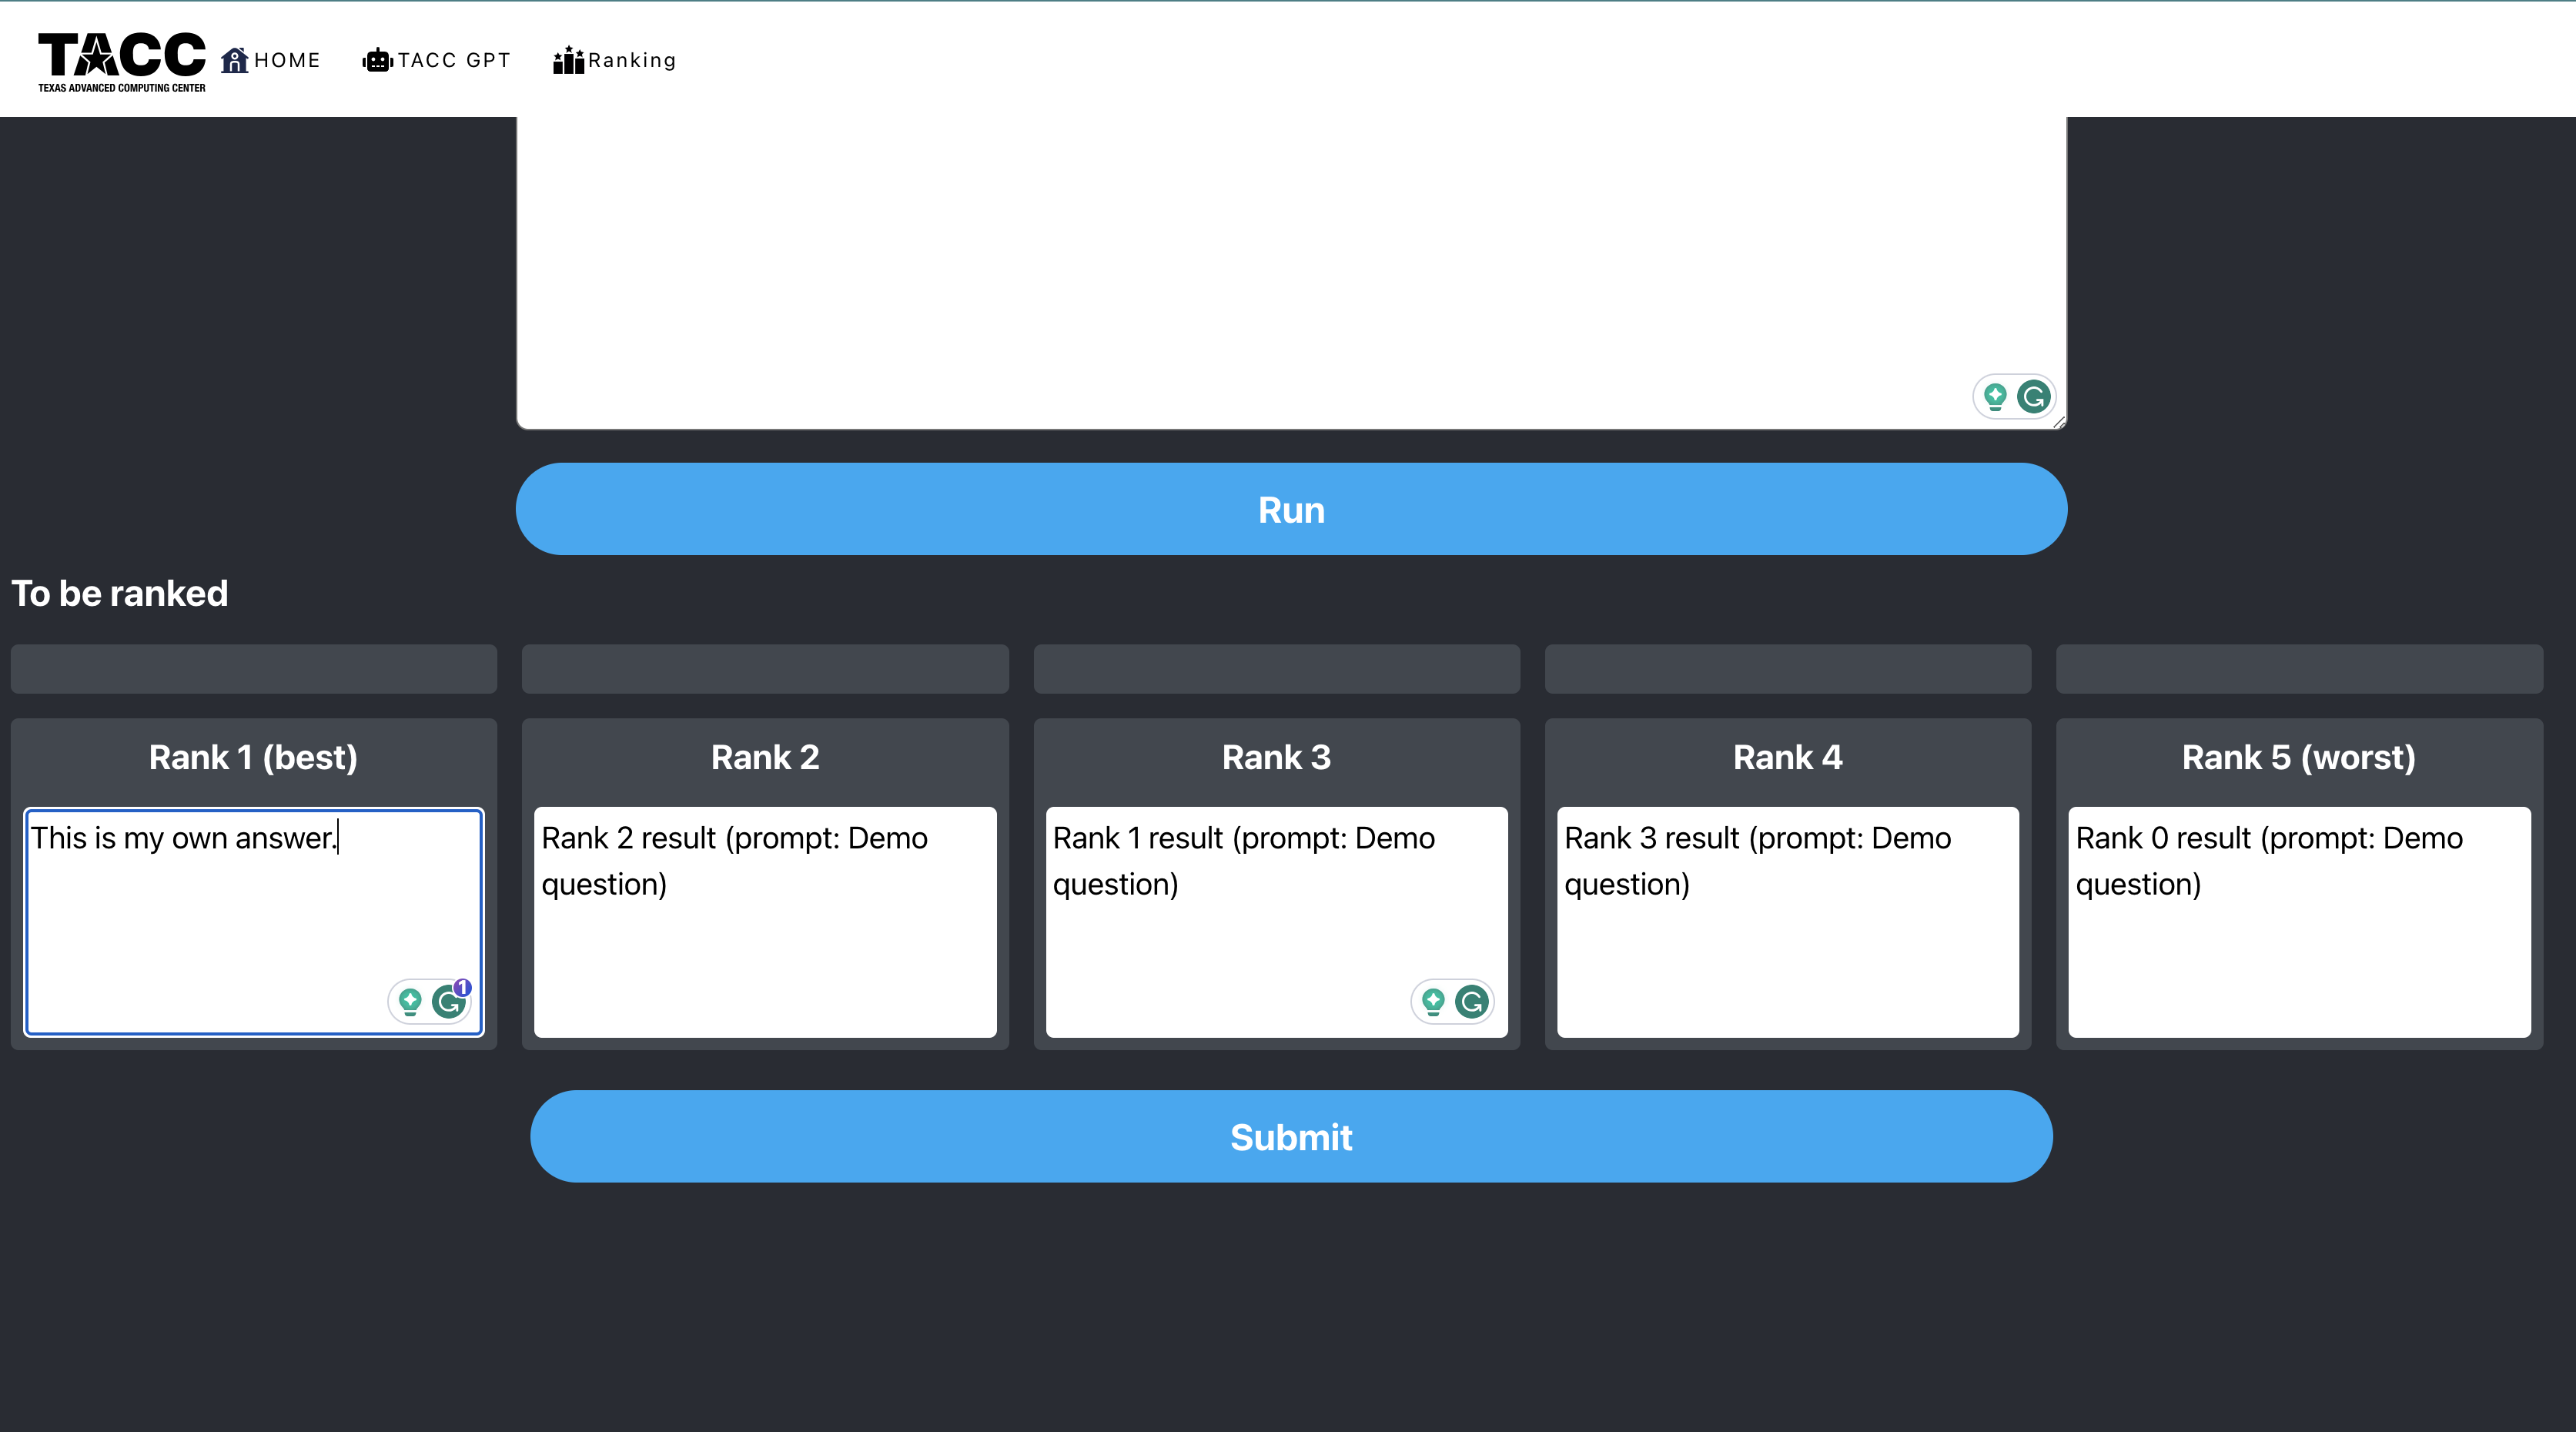 TACC
TEXAS ADVANCED COMPUTING CENTER
HOME
TACC GPT
Ranking
Run
To be ranked
Rank 1 (best)
Rank 2
Rank 3
Rank 4
Rank 5 (worst)
This is my own answer.
1
Rank 2 result (prompt: Demo
question)
Rank 1 result (prompt: Demo
question)
Rank 3 result (prompt: Demo
question)
Rank 0 result (prompt: Demo
question)
Submit